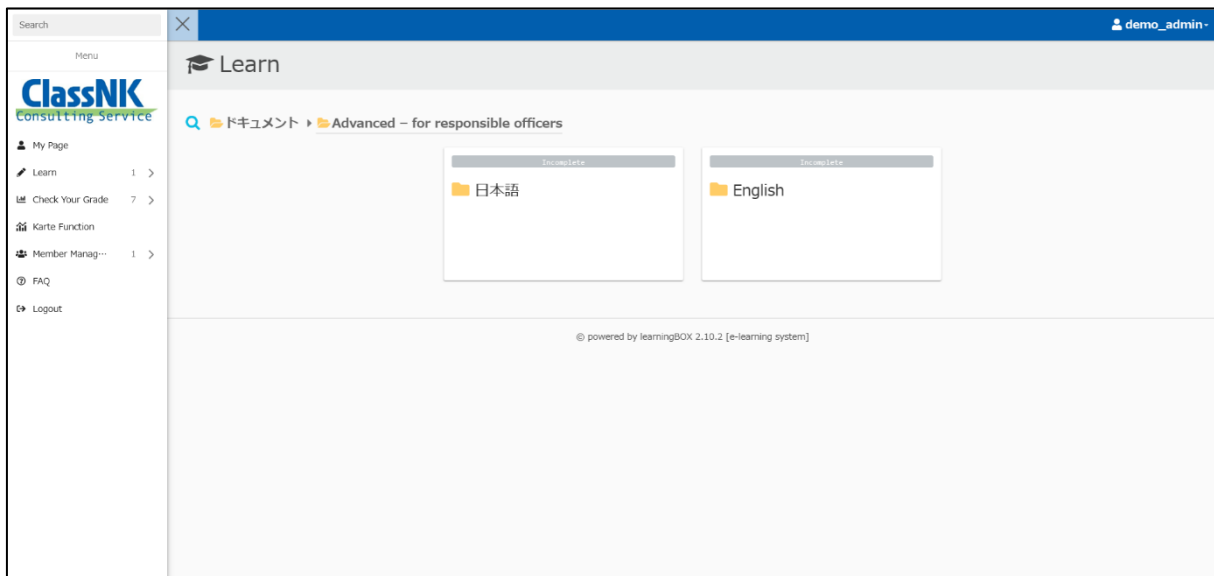 Search
demo_admin
Menu
Learn
ClassNK
Consulting Service
ドキュメント
Advanced – for responsible officers
My Page
Learn 1
Check Your Grade 7
Karte Function
Member Manag… 1
FAQ
Logout
Incomplete
日本語
Incomplete
English
© powered by learningBOX 2.10.2 [e-learning system]